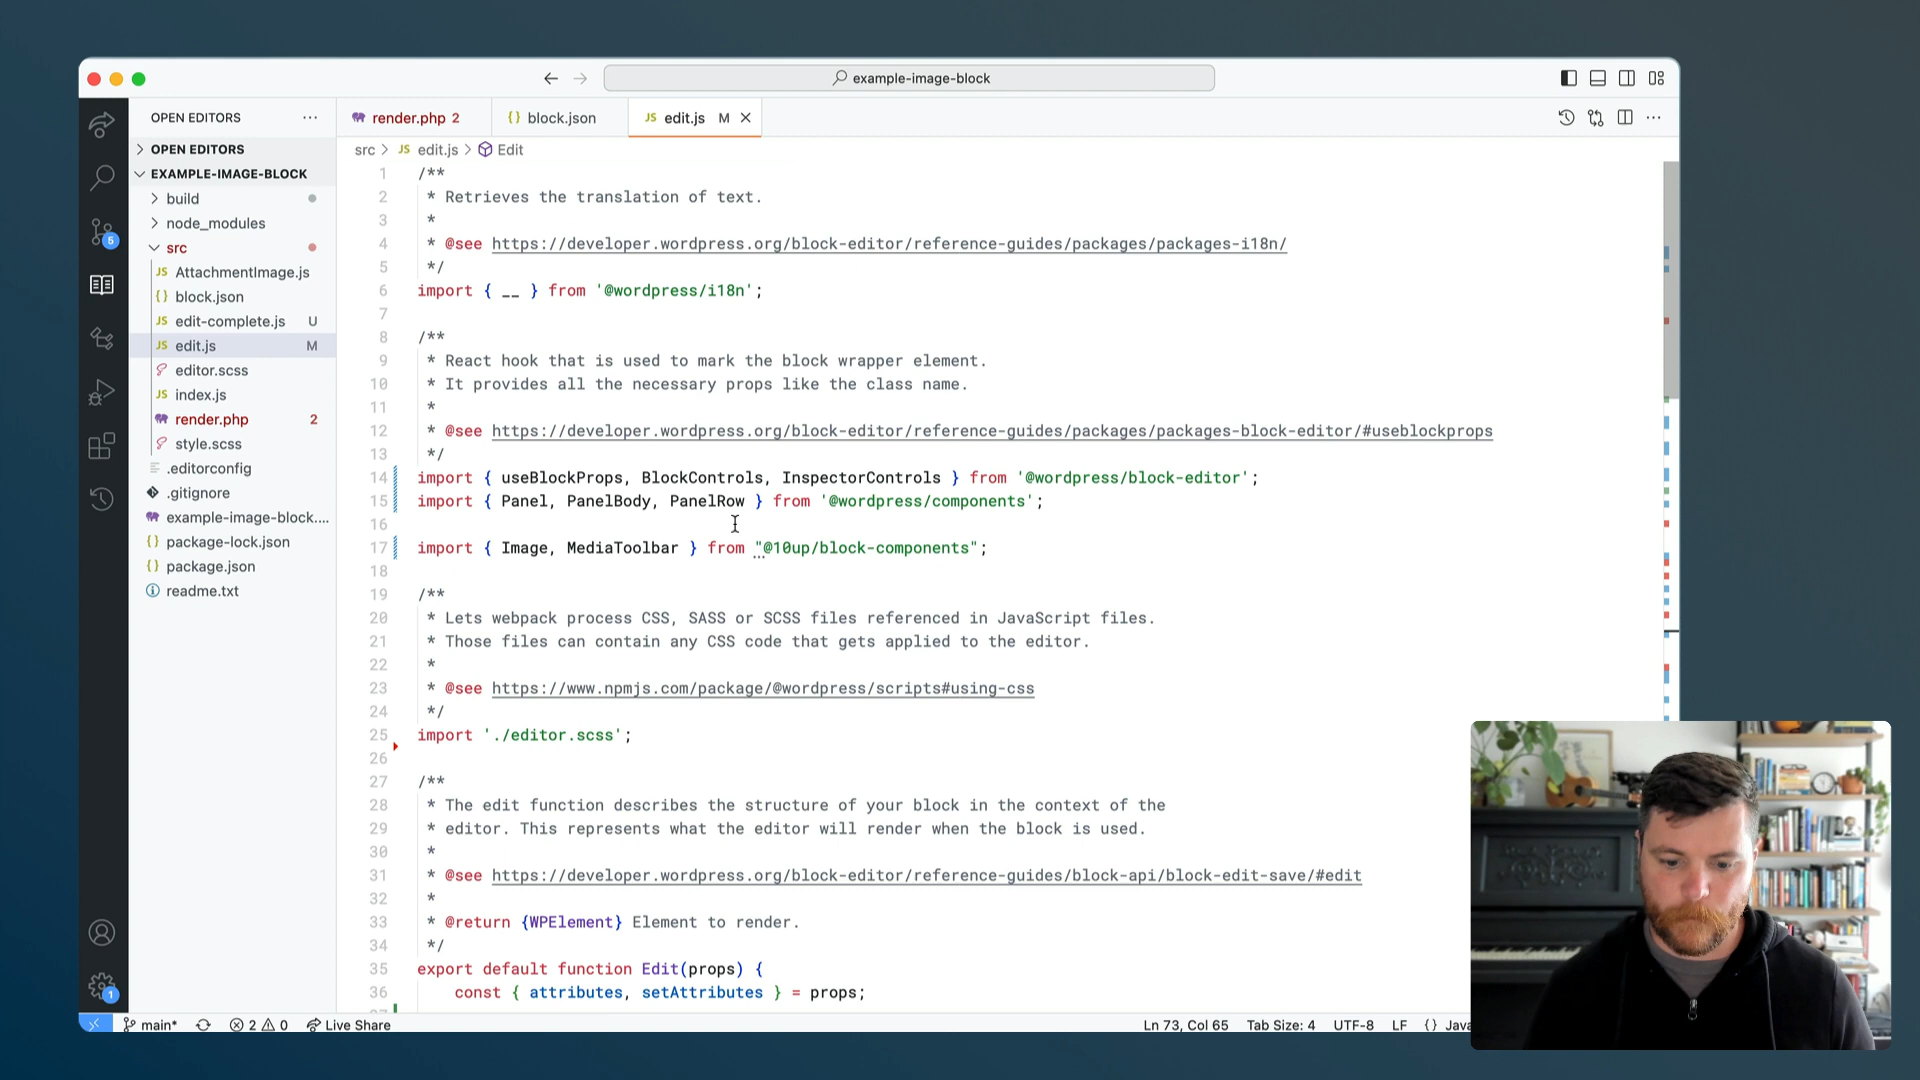 example-image-block
OPEN EDITORS
render.php 2
block.json
edit.js M
OPEN EDITORS
EXAMPLE-IMAGE-BLOCK
build
node_modules
src
AttachmentImage.js
block.json
edit-complete.js U
edit.js M
editor.scss
index.js
render.php 2
style.scss
.editorconfig
.gitignore
example-image-block....
package-lock.json
package.json
readme.txt
5
1
src > JS edit.js > Edit
1 /**
2 * Retrieves the translation of text.
3 *
4 * @see https://developer.wordpress.org/block-editor/reference-guides/packages/packages-i18n/
5 */
6 import { __ } from '@wordpress/i18n';
7
8 /**
9 * React hook that is used to mark the block wrapper element.
10 * It provides all the necessary props like the class name.
11 *
12 * @see https://developer.wordpress.org/block-editor/reference-guides/packages/packages-block-editor/#useblockprops
13 */
14 import { useBlockProps, BlockControls, InspectorControls } from '@wordpress/block-editor';
15 import { Panel, PanelBody, PanelRow } from '@wordpress/components';
16
17 import { Image, MediaToolbar } from "@10up/block-components";
18
19 /**
20 * Lets webpack process CSS, SASS or SCSS files referenced in JavaScript files.
21 * Those files can contain any CSS code that gets applied to the editor.
22 *
23 * @see https://www.npmjs.com/package/@wordpress/scripts#using-css
24 */
25 import './editor.scss';
26
27 /**
28 * The edit function describes the structure of your block in the context of the
29 * editor. This represents what the editor will render when the block is used.
30 *
31 * @see https://developer.wordpress.org/block-editor/reference-guides/block-api/block-edit-save/#edit
32 *
33 * @return {WPElement} Element to render.
34 */
35 export default function Edit(props) {
36 const { attributes, setAttributes } = props;
main* 2 0 Live Share
Ln 73, Col 65 Tab Size: 4 UTF-8 LF {} Java